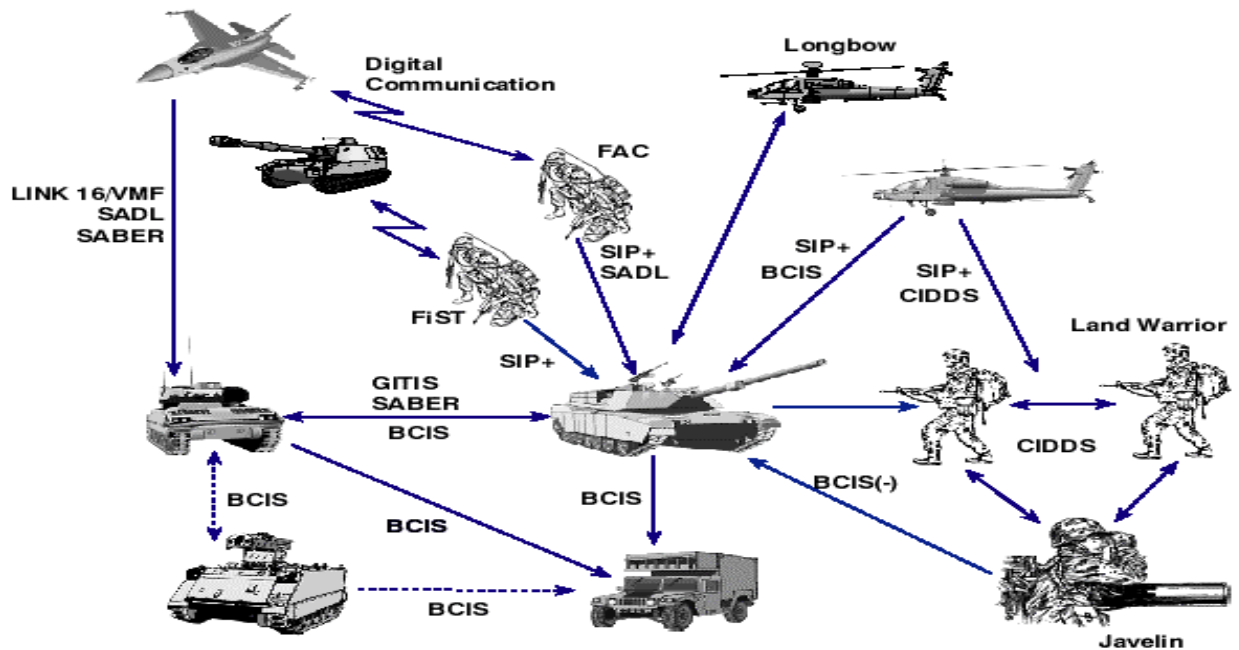 Longbow
Digital
Communication
FAC
LINK 16/VMF
SADL
SABER
SIP+
SADL
SIP+
BCIS
SIP+
CIDDS
FiST
SIP+
Land Warrior
GITIS
SABER
BCIS
CIDDS
BCIS
BCIS
BCIS
BCIS(-)
BCIS
Javelin